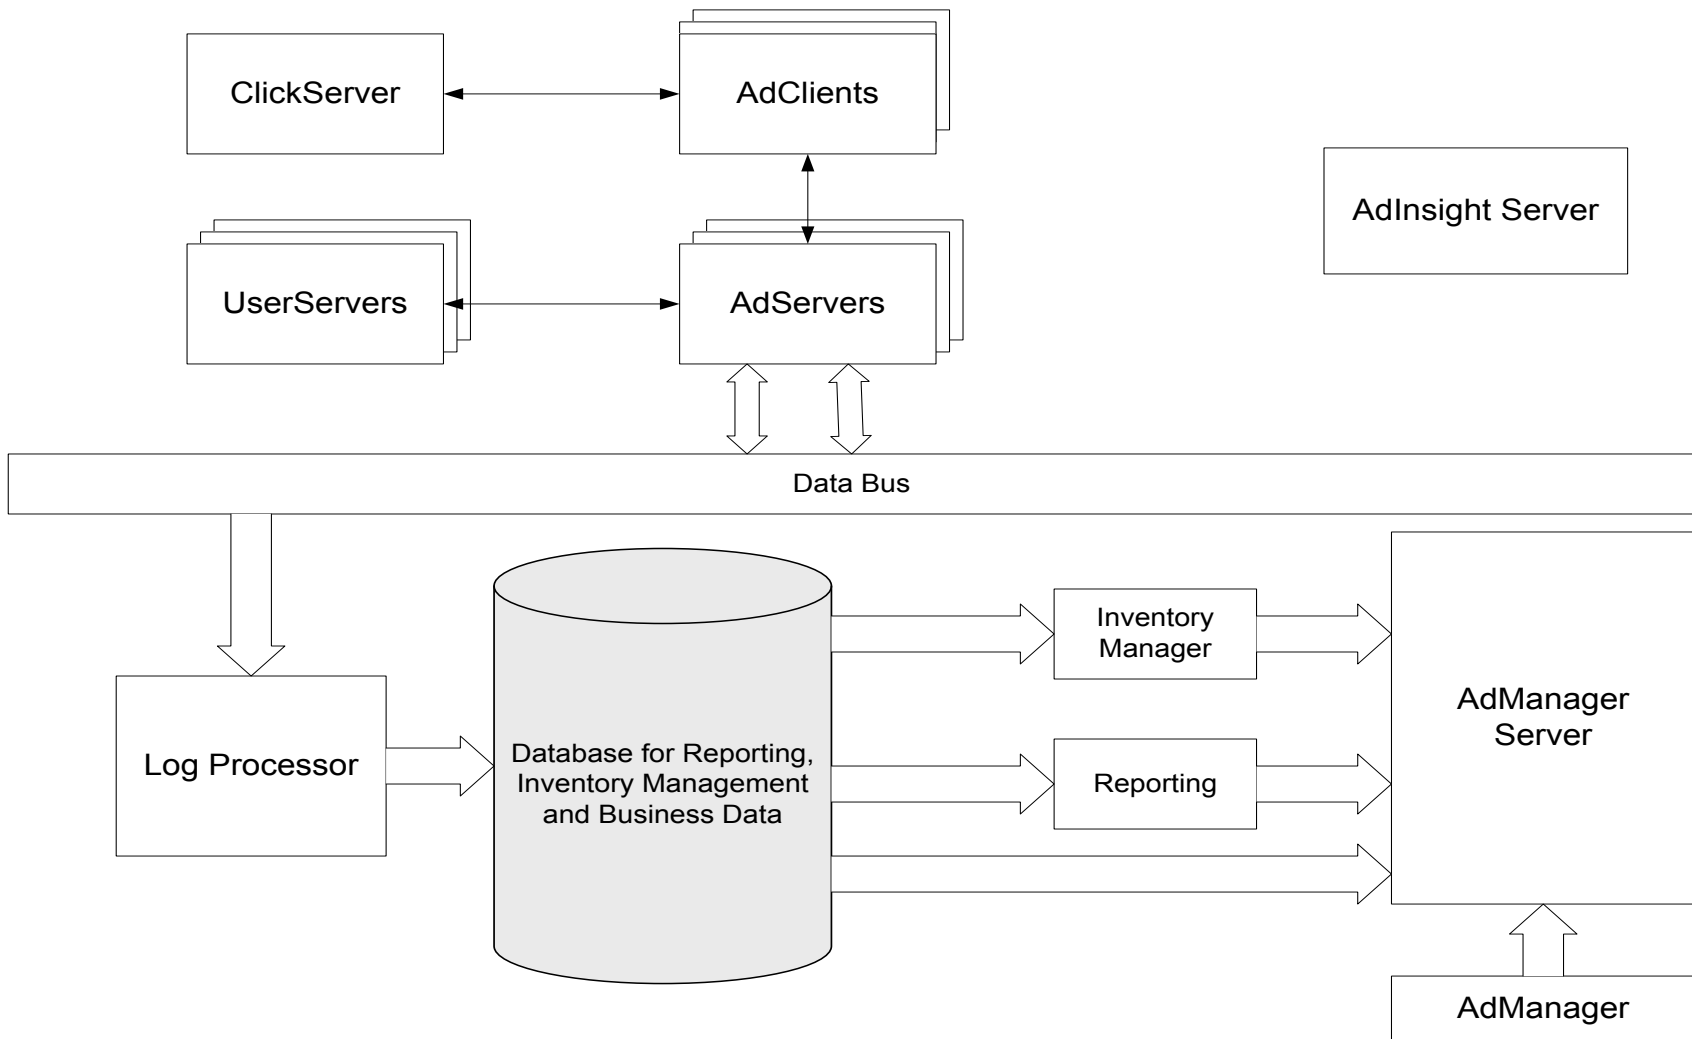 ClickServer
AdClients
AdInsight Server
UserServers
AdServers
Data Bus
Inventory
Manager
AdManager
Server
Log Processor
Database for Reporting,
Inventory Management
and Business Data
Reporting
AdManager